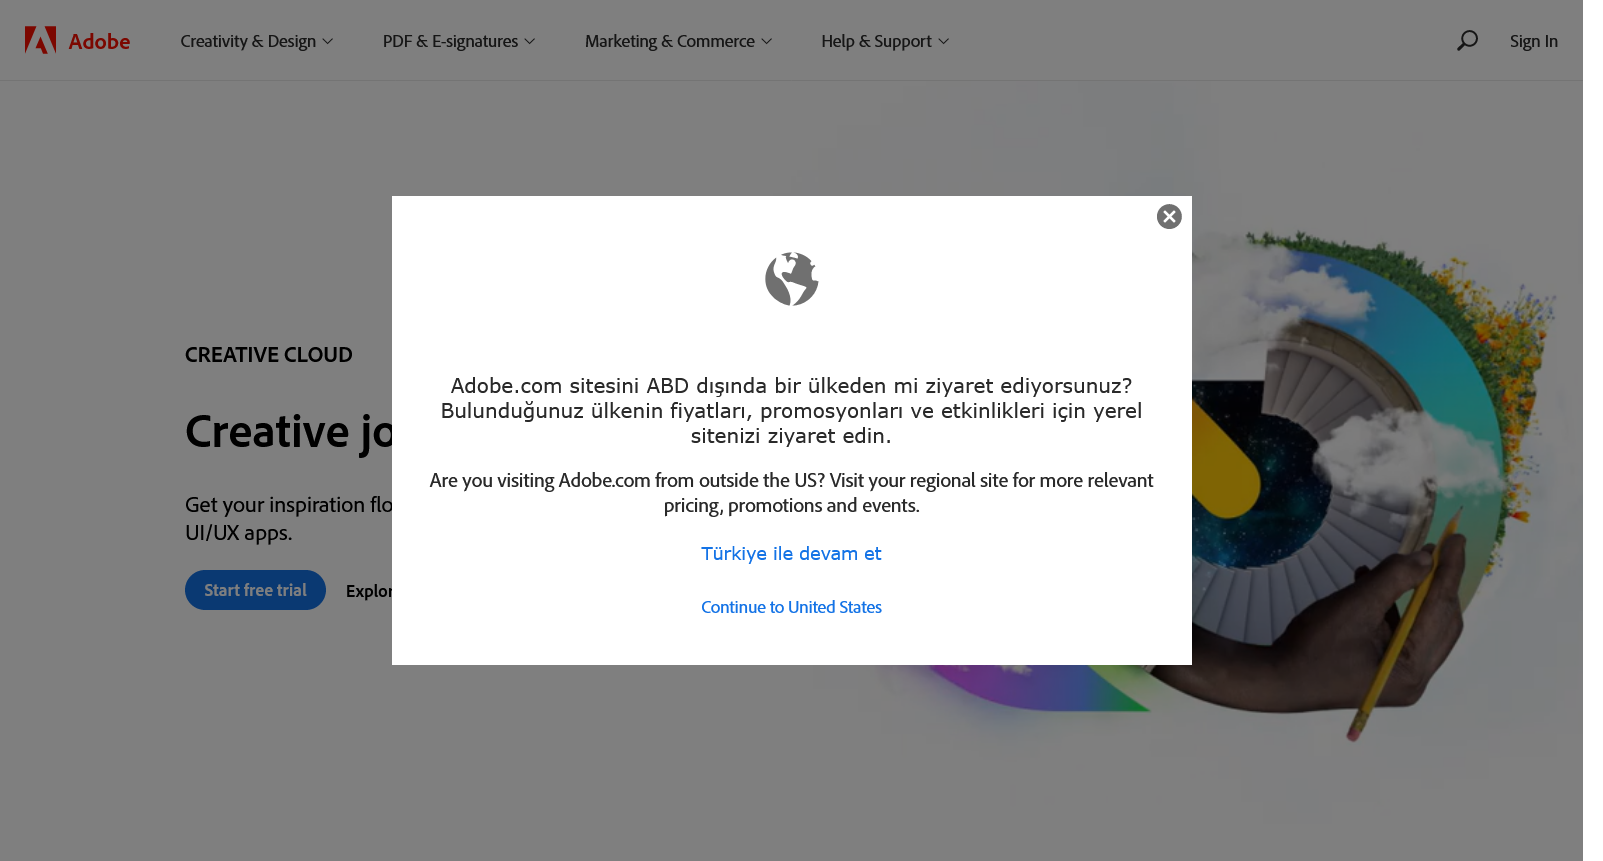 Adobe
Creativity & Design
PDF & E-signatures
Marketing & Commerce
Help & Support
Sign In
CREATIVE CLOUD
Creative jo
Get your inspiration flo
UI/UX apps.
Start free trial
Explor
Adobe.com sitesini ABD dışında bir ülkeden mi ziyaret ediyorsunuz?
Bulunduğunuz ülkenin fiyatları, promosyonları ve etkinlikleri için yerel
sitenizi ziyaret edin.
Are you visiting Adobe.com from outside the US? Visit your regional site for more relevant
pricing, promotions and events.
Türkiye ile devam et
Continue to United States